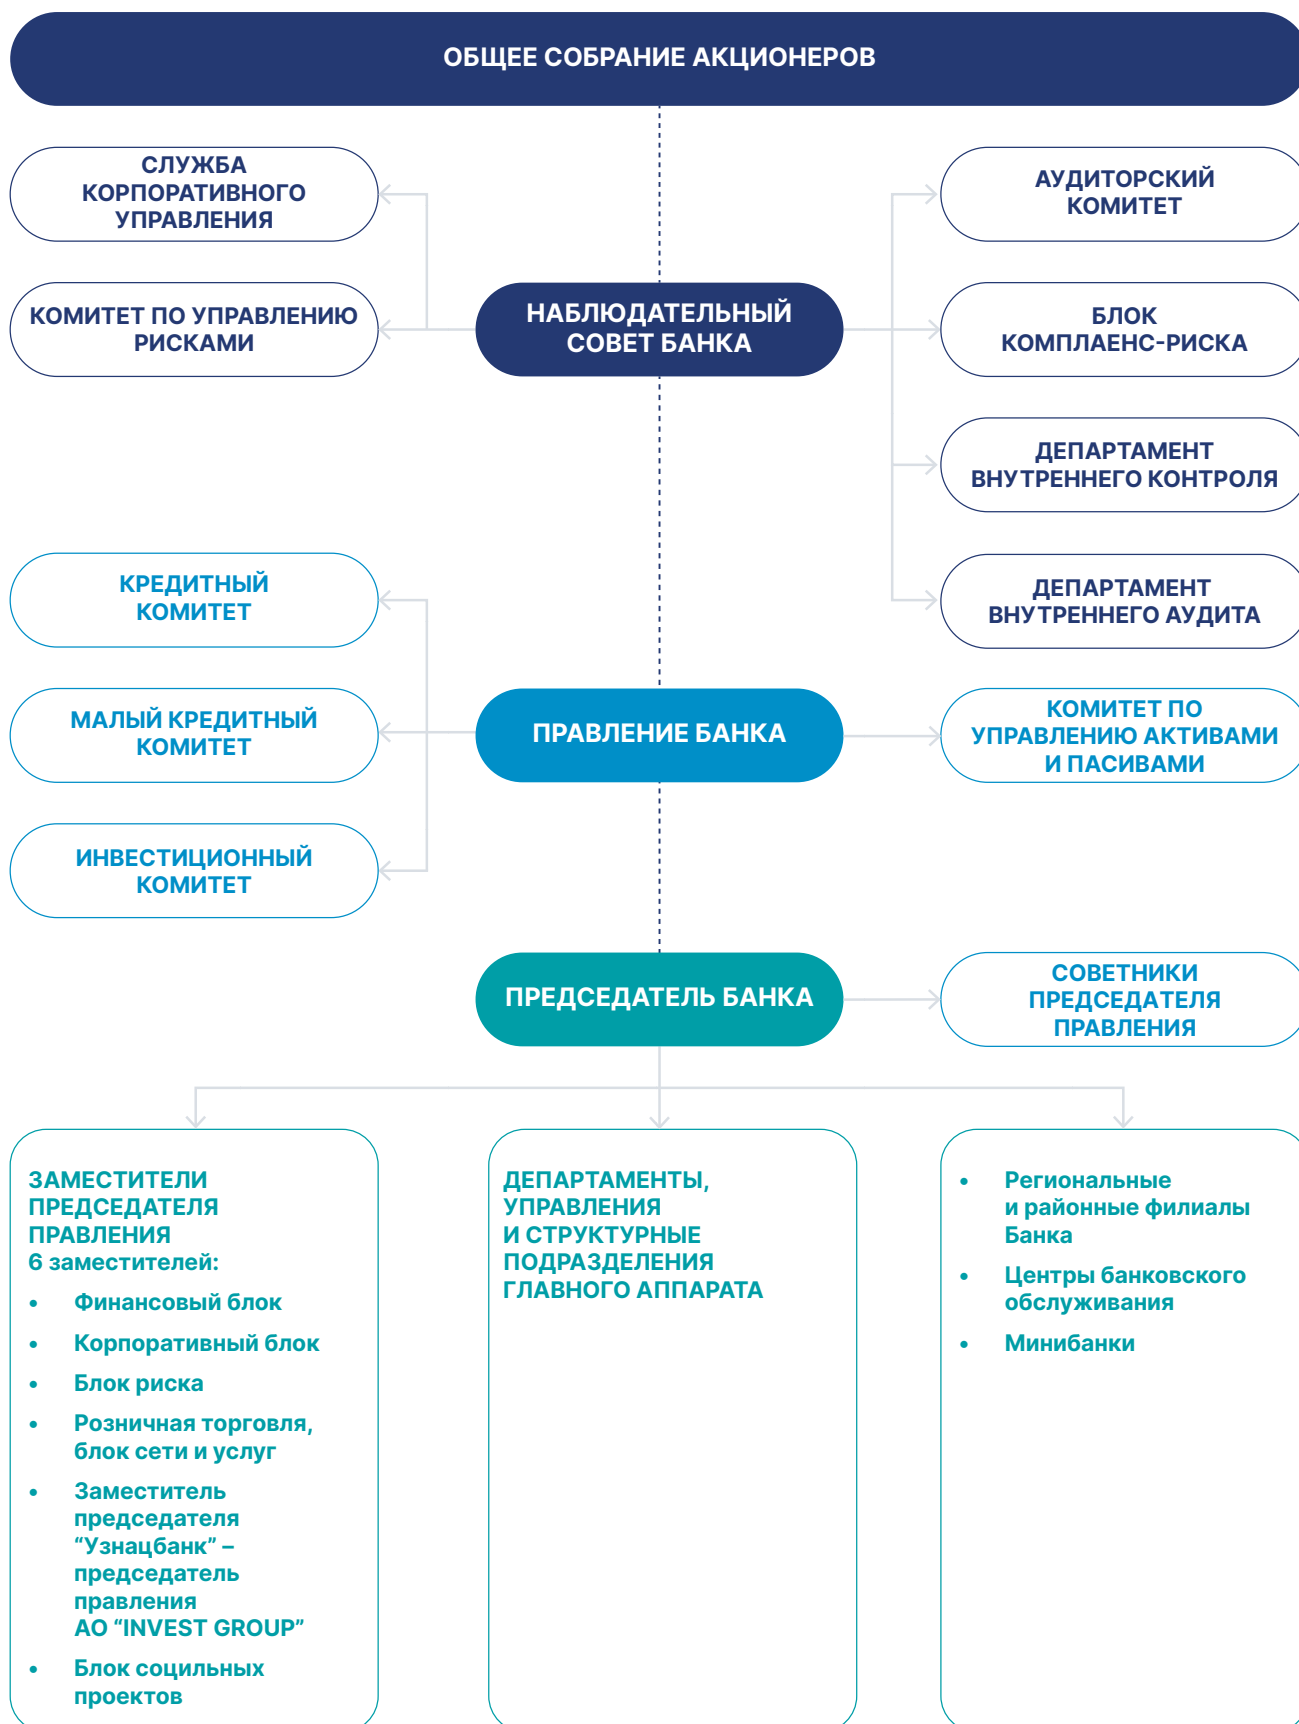 ОБЩЕЕ СОБРАНИЕ АКЦИОНЕРОВ
СЛУЖБА
КОРПОРАТИВНОГО
УПРАВЛЕНИЯ
АУДИТОРСКИЙ
КОМИТЕТ
КОМИТЕТ ПО УПРАВЛЕНИЮ
РИСКАМИ
НАБЛЮДАТЕЛЬНЫЙ
СОВЕТ БАНКА
БЛОК
КОМПЛАЕНС-РИСКА
ДЕПАРТАМЕНТ
ВНУТРЕННЕГО КОНТРОЛЯ
КРЕДИТНЫЙ
КОМИТЕТ
ДЕПАРТАМЕНТ
ВНУТРЕННЕГО АУДИТА
МАЛЫЙ КРЕДИТНЫЙ
КОМИТЕТ
ПРАВЛЕНИЕ БАНКА
КОМИТЕТ ПО
УПРАВЛЕНИЮ АКТИВАМИ
И ПАСИВАМИ
ИНВЕСТИЦИОННЫЙ
КОМИТЕТ
ПРЕДСЕДАТЕЛЬ БАНКА
СОВЕТНИКИ
ПРЕДСЕДАТЕЛЯ
ПРАВЛЕНИЯ
ЗАМЕСТИТЕЛИ
ПРЕДСЕДАТЕЛЯ
ПРАВЛЕНИЯ
6 заместителей:
• Финансовый блок
• Корпоративный блок
• Блок риска
• Розничная торговля,
блок сети и услуг
• Заместитель
председателя
“Узнацбанк” –
председатель
правления
АО “INVEST GROUP”
• Блок социльных
проектов
ДЕПАРТАМЕНТЫ,
УПРАВЛЕНИЯ
И СТРУКТУРНЫЕ
ПОДРАЗДЕЛЕНИЯ
ГЛАВНОГО АППАРАТА
• Региональные
и районные филиалы
Банка
• Центры банковского
обслуживания
• Минибанки